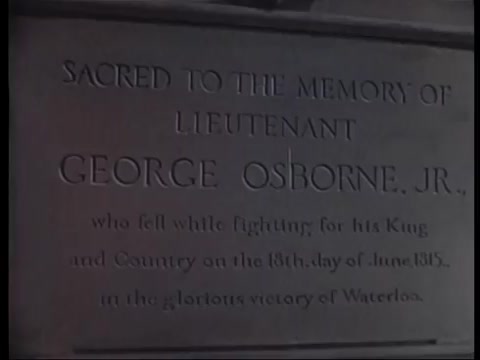 SACRED TO THE MEMORY OF
LIEUTENANT
GEORGE OSBORNE, JR.,
who fell while fighting for his King
and Country on the 18th, day of June, 1815,
in the glorious victory of Waterloo.